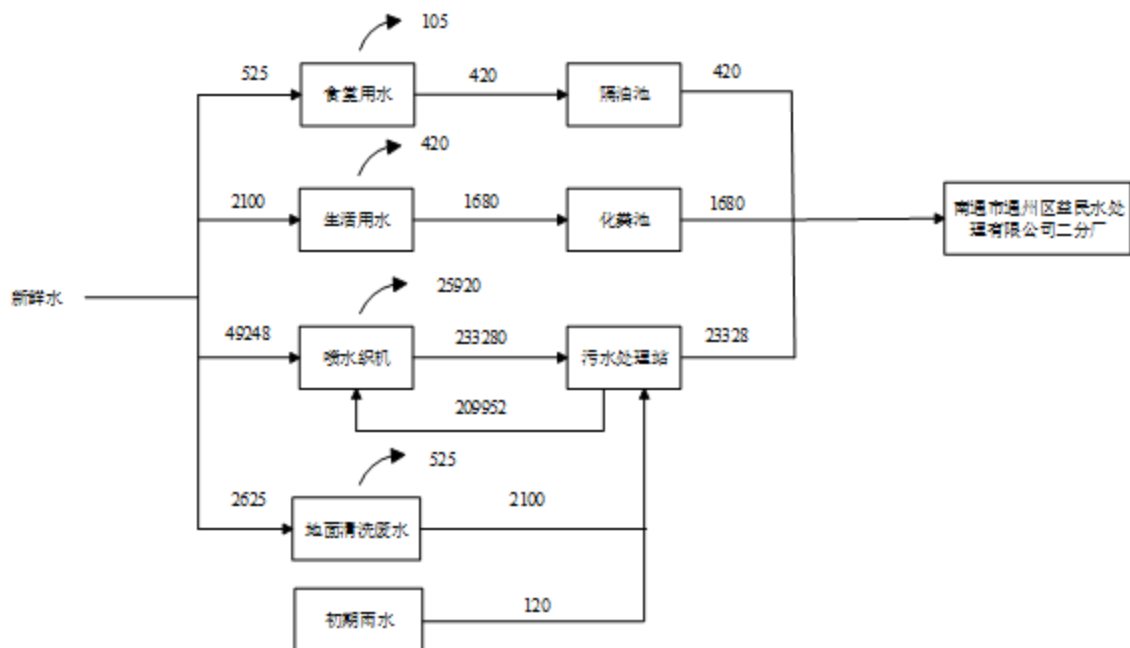 105
525
食堂用水
420
隔油池
420
420
2100
生活用水
1680
化粪池
1680
南通市通州区益民水处
理有限公司二分厂
新鲜水
25920
49248
喷水织机
233280
污水处理站
23328
209952
525
2625
地面清洗废水
2100
初期雨水
120